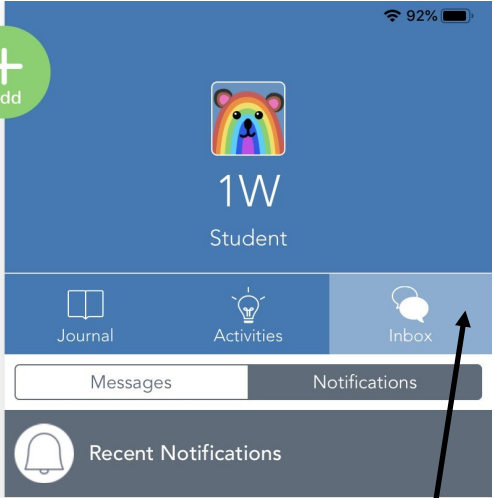 92%
dd
1W
Student
Journal Activities Inbox
Messages Notifications
Recent Notifications